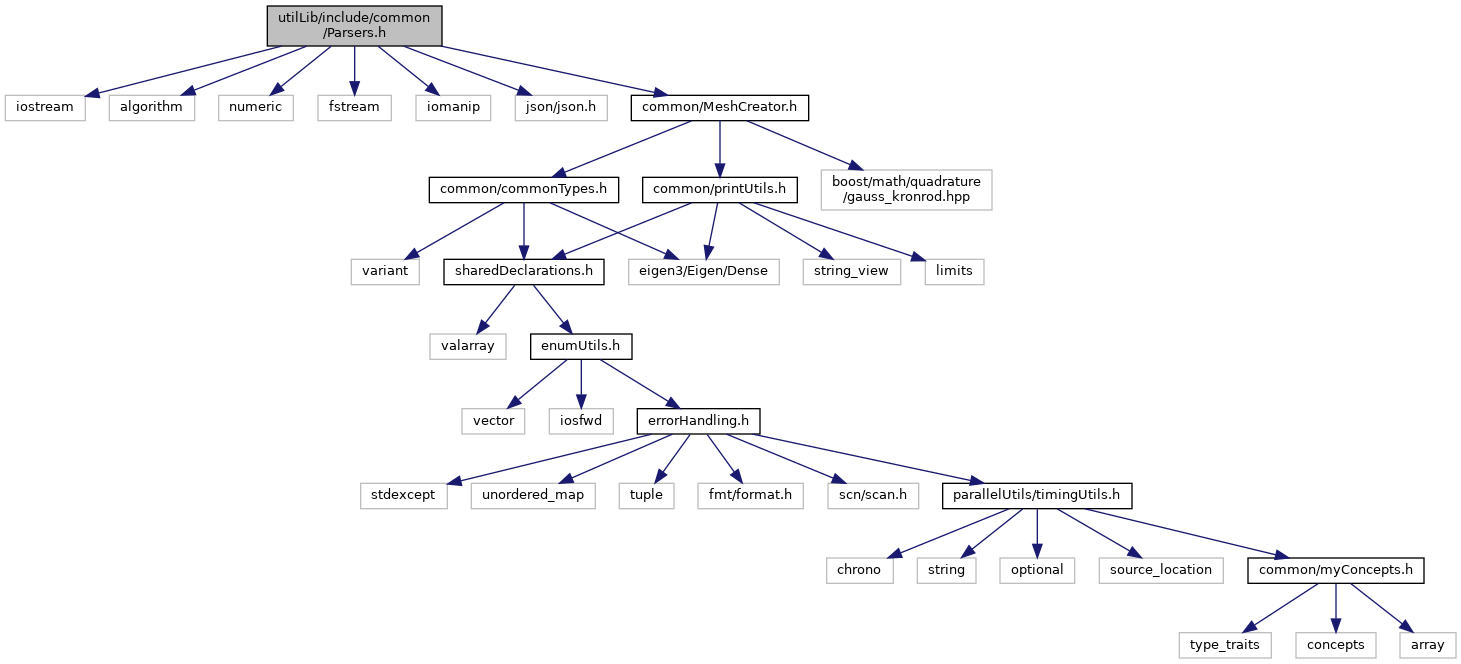 utilLib/include/common
/Parsers.h
iostream
algorithm
numeric
fstream
iomanip
json/json.h
common/MeshCreator.h
common/commonTypes.h
common/printUtils.h
boost/math/quadrature
/gauss_kronrod.hpp
variant
sharedDeclarations.h
eigen3/Eigen/Dense
string_view
limits
valarray
enumUtils.h
vector
iosfwd
errorHandling.h
stdexcept
unordered_map
tuple
fmt/format.h
scn/scan.h
parallelUtils/timingUtils.h
chrono
string
optional
source_location
common/myConcepts.h
type_traits
concepts
array